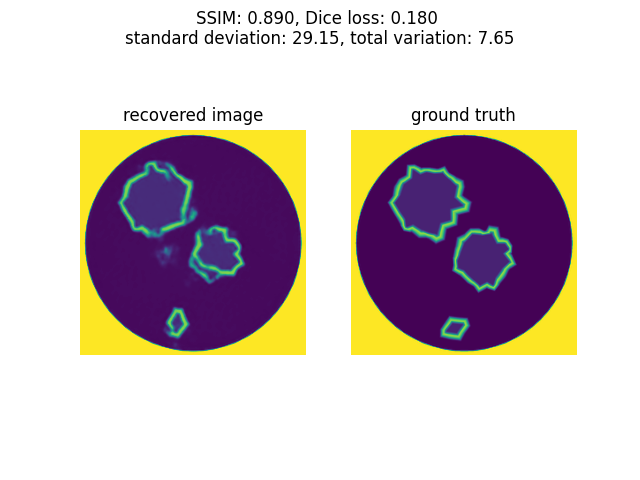 SSIM: 0.890, Dice loss: 0.180
standard deviation: 29.15, total variation: 7.65
recovered image
ground truth